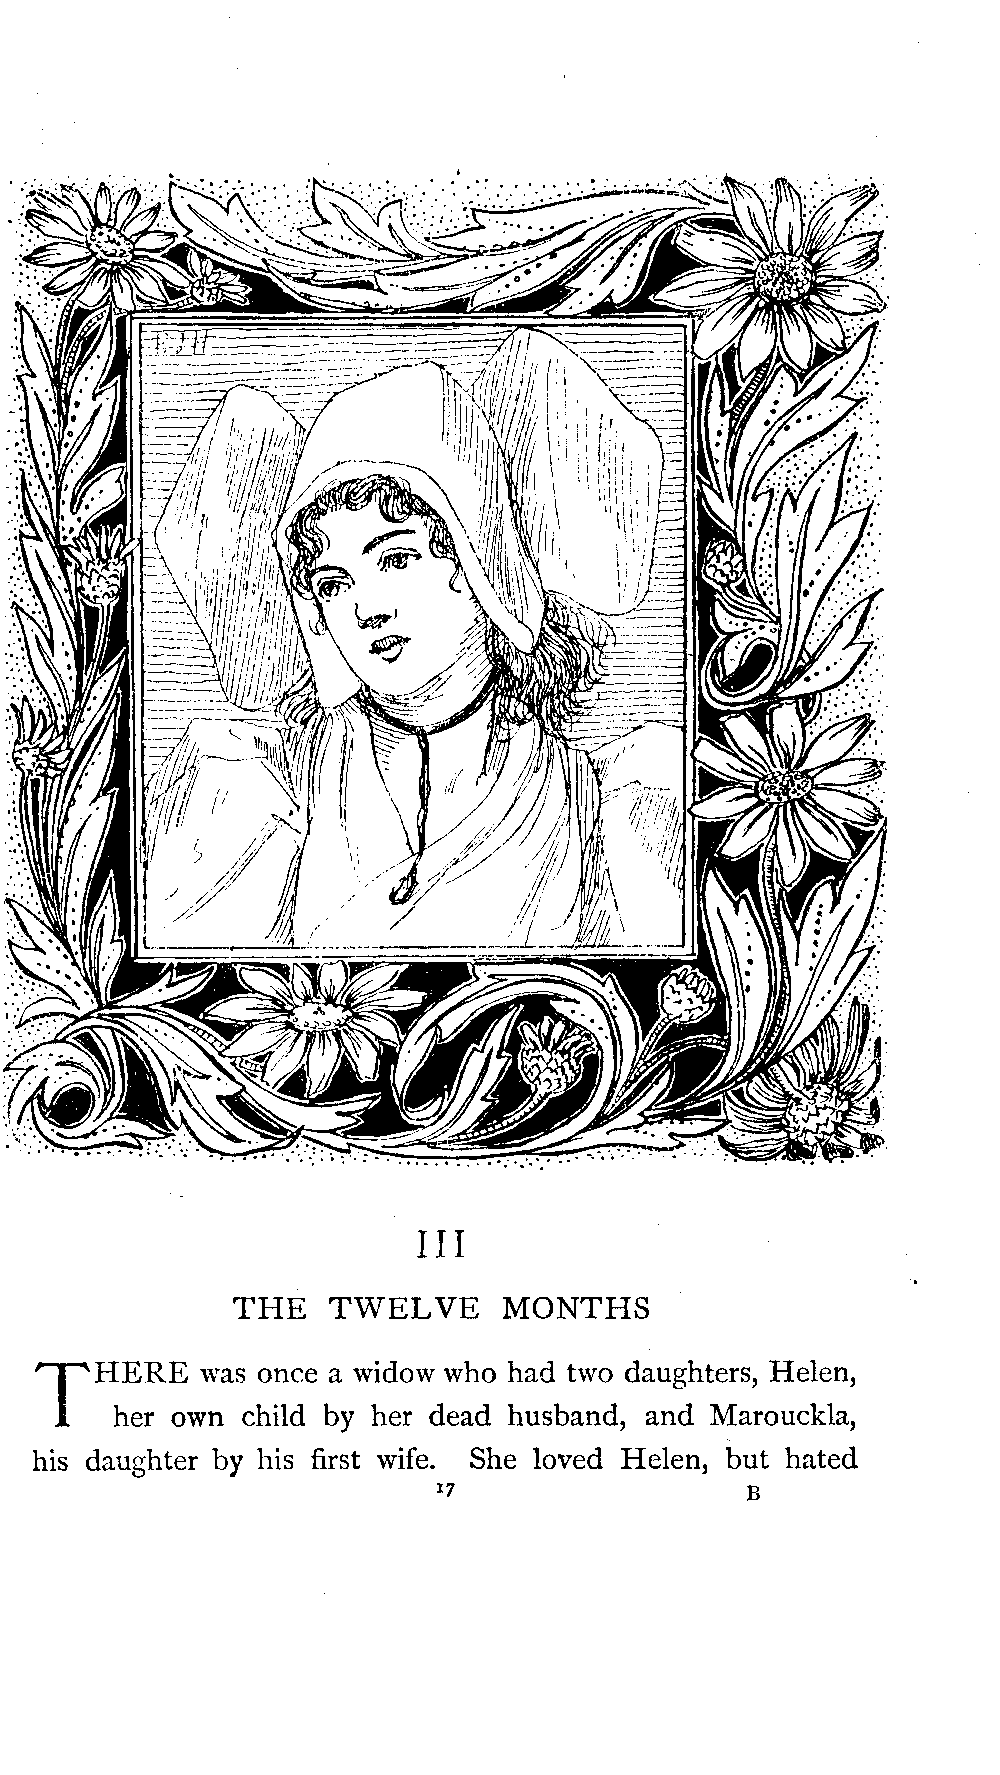 III
THE TWELVE MONTHS
THERE was once a widow who had two daughters, Helen,
her own child by her dead husband, and Marouckla,
his daughter by his first wife. She loved Helen, but hated
17 B